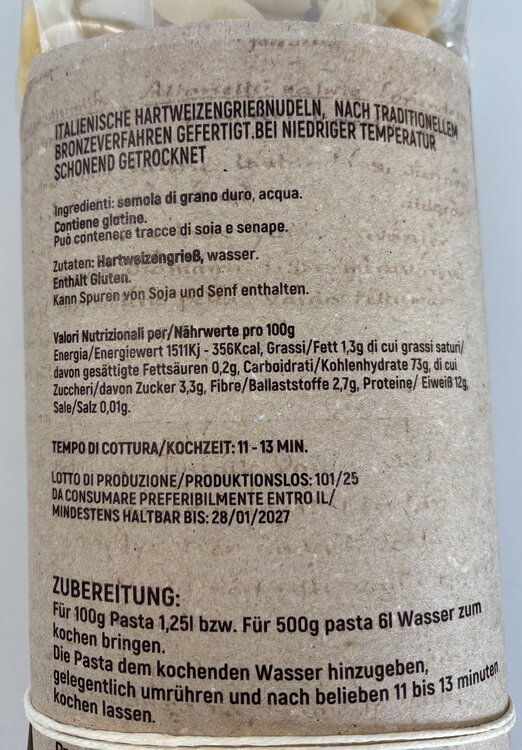 ITALIENISCHE HARTWEIZENGRIEßNUDELN, NACH TRADITIONELLEM
BRONZEVERFAHREN GEFERTIGT.BEI NIEDRIGER TEMPERATUR
SCHONEND GETROCKNET
Ingredienti: semola di grano duro, acqua.
Contiene glutine.
Può contenere tracce di soia e senape.
Zutaten: Hartweizengrieß, wasser.
Enthält Gluten.
Kann Spuren von Soja und Senf enthalten.
Valori Nutrizionali per/Nährwerte pro 100g
Energia/Energiewert 1511Kj - 356Kcal, Grassi/Fett 1,3g di cui grassi saturi/
davon gesättigte Fettsäuren 0,2g, Carboidrati/Kohlenhydrate 73g, di cui
Zuccheri/davon Zucker 3,3g, Fibre/Ballaststoffe 2,7g, Proteine/ Eiweiß 12g,
Sale/Salz 0,01g.
TEMPO DI COTTURA/KOCHZEIT: 11 - 13 MIN.
LOTTO DI PRODUZIONE/PRODUKTIONSLOS: 101/25
DA CONSUMARE PREFERIBILMENTE ENTRO IL/
MINDESTENS HALTBAR BIS: 28/01/2027
ZUBEREITUNG:
Für 100g Pasta 1,25l bzw. Für 500g pasta 6l Wasser zum
kochen bringen.
Die Pasta dem kochenden Wasser hinzugeben,
gelegentlich umrühren und nach belieben 11 bis 13 minuten
kochen lassen.